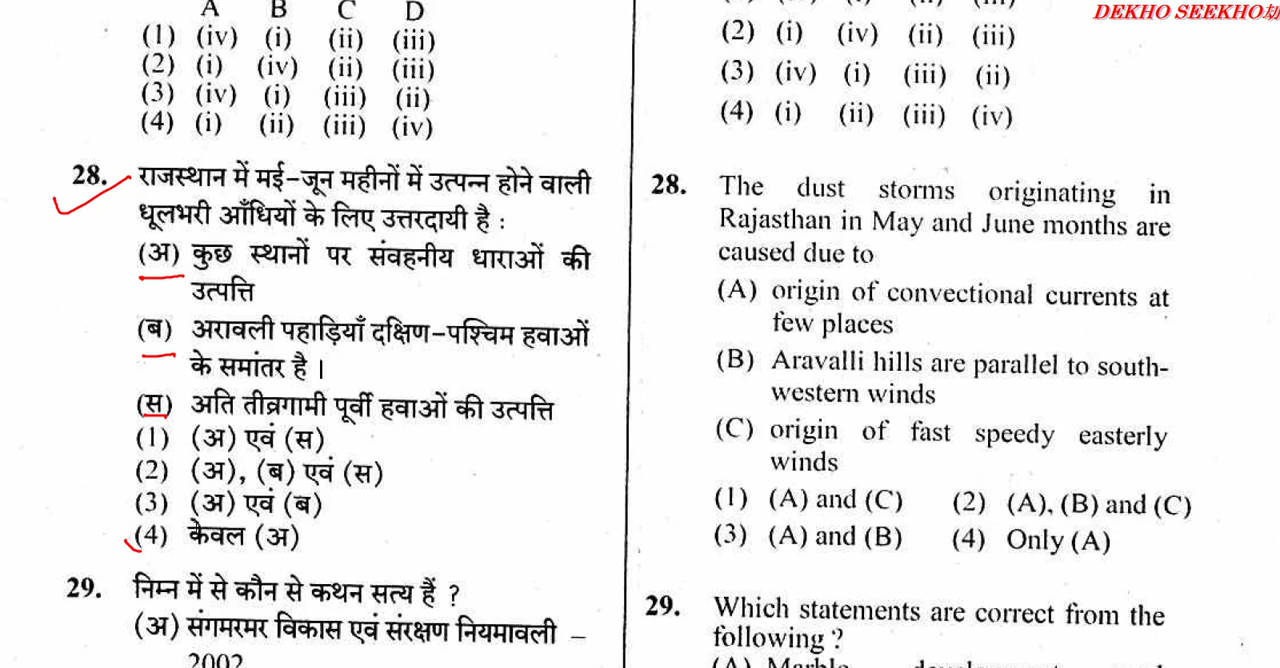 A B C D
(1) (iv) (i) (ii) (iii)
(2) (i) (iv) (ii) (iii)
(3) (iv) (i) (iii) (ii)
(4) (i) (ii) (iii) (iv)
28. राजस्थान में मई-जून महीनों में उत्पन्न होने वाली
धूलभरी आँधियों के लिए उत्तरदायी है :
(अ) कुछ स्थानों पर संवहनीय धाराओं की
उत्पत्ति
(ब) अरावली पहाड़ियाँ दक्षिण-पश्चिम हवाओं
के समांतर है ।
(स) अति तीव्रगामी पूर्वी हवाओं की उत्पत्ति
(1) (अ) एवं (स)
(2) (अ), (ब) एवं (स)
(3) (अ) एवं (ब)
(4) केवल (अ)
29. निम्न में से कौन से कथन सत्य हैं ?
(अ) संगमरमर विकास एवं संरक्षण नियमावली –
2002
DEKHO SEEKHO
(2) (i) (iv) (ii) (iii)
(3) (iv) (i) (iii) (ii)
(4) (i) (ii) (iii) (iv)
28. The dust storms originating in
Rajasthan in May and June months are
caused due to
(A) origin of convectional currents at
few places
(B) Aravalli hills are parallel to south-
western winds
(C) origin of fast speedy easterly
winds
(1) (A) and (C) (2) (A), (B) and (C)
(3) (A) and (B) (4) Only (A)
29. Which statements are correct from the
following ?